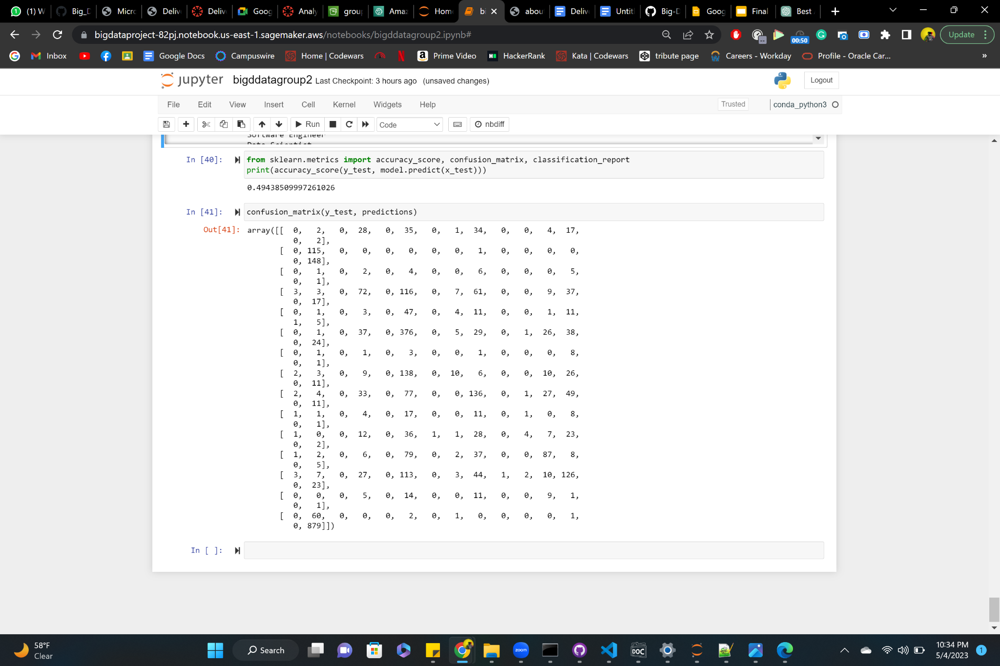 (1) W
Big_D
Micro
Delive
Delive
Goog
Analy
group
Amaz
Home
bi
abou
Delive
Untit
Big-D
Goog
Final
Best
bigdataproject-82pj.notebook.us-east-1.sagemaker.aws/notebooks/bigddatagroup2.ipynb#
00:50
Update
Inbox
Google Docs
Campuswire
Home | Codewars
Prime Video
HackerRank
Kata | Codewars
tribute page
Careers - Workday
Profile - Oracle Car...
»
jupyter bigddatagroup2 Last Checkpoint: 3 hours ago (unsaved changes)
Logout
File Edit View Insert Cell Kernel Widgets Help
Trusted
conda_python3
Run
Code
nbdiff
Software Engineer
Data Scientist
In [40]:
from sklearn.metrics import accuracy_score, confusion_matrix, classification_report
print(accuracy_score(y_test, model.predict(x_test)))
0.49438509997261026
In [41]:
confusion_matrix(y_test, predictions)
Out[41]:
array([[ 0, 2, 0, 28, 0, 35, 0, 1, 34, 0, 0, 4, 17,
0, 2],
[ 0, 115, 0, 0, 0, 0, 0, 0, 1, 0, 0, 0, 0,
0, 148],
[ 0, 1, 0, 2, 0, 4, 0, 0, 6, 0, 0, 0, 5,
0, 1],
[ 3, 3, 0, 72, 0, 116, 0, 7, 61, 0, 0, 9, 37,
0, 17],
[ 0, 1, 0, 3, 0, 47, 0, 4, 11, 0, 0, 1, 11,
1, 5],
[ 0, 1, 0, 37, 0, 376, 0, 5, 29, 0, 1, 26, 38,
0, 24],
[ 0, 1, 0, 1, 0, 3, 0, 0, 1, 0, 0, 0, 8,
0, 1],
[ 2, 3, 0, 9, 0, 138, 0, 10, 6, 0, 0, 10, 26,
0, 11],
[ 2, 4, 0, 33, 0, 77, 0, 0, 136, 0, 1, 27, 49,
0, 11],
[ 1, 1, 0, 4, 0, 17, 0, 0, 11, 0, 1, 0, 8,
0, 1],
[ 1, 0, 0, 12, 0, 36, 1, 1, 28, 0, 4, 7, 23,
0, 2],
[ 1, 2, 0, 6, 0, 79, 0, 2, 37, 0, 0, 87, 8,
0, 5],
[ 3, 7, 0, 27, 0, 113, 0, 3, 44, 1, 2, 10, 126,
0, 23],
[ 0, 0, 0, 5, 0, 14, 0, 0, 11, 0, 0, 9, 1,
0, 1],
[ 0, 60, 0, 0, 0, 2, 0, 1, 0, 0, 0, 0, 1,
0, 879]])
In [ ]:
58°F
Clear
Search
zoom
DOC
10:34 PM
5/4/2023
1